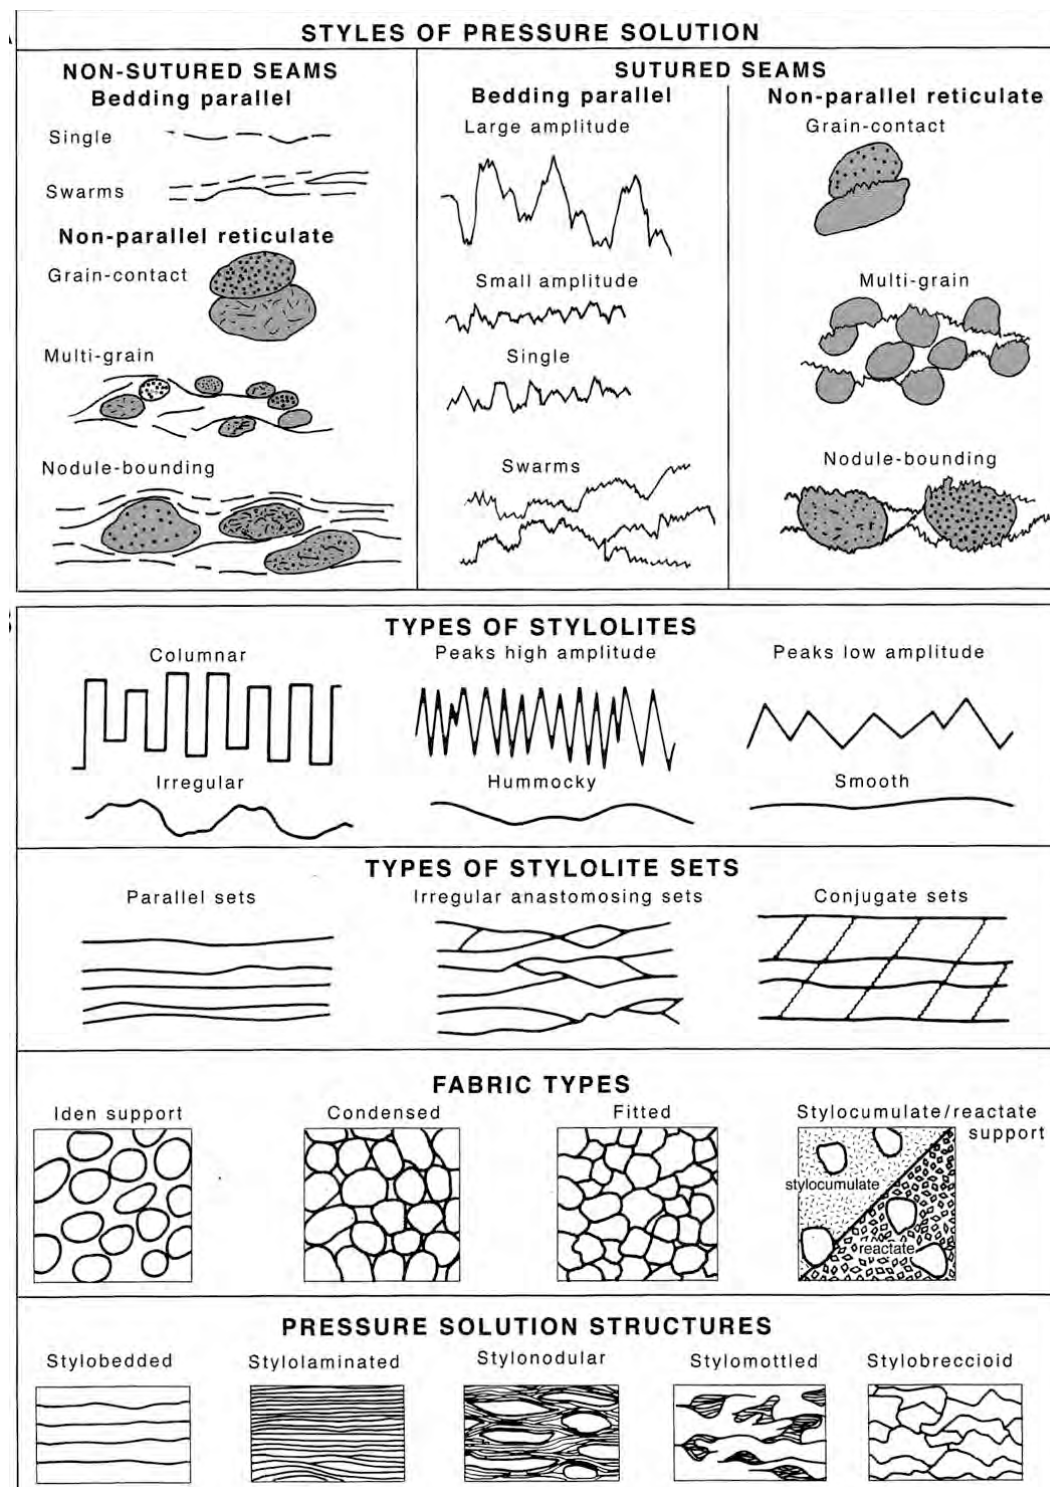 STYLES OF PRESSURE SOLUTION
NON-SUTURED SEAMS
Bedding parallel
Single
Swarms
Non-parallel reticulate
Grain-contact
Multi-grain
Nodule-bounding
SUTURED SEAMS
Bedding parallel
Large amplitude
Small amplitude
Single
Swarms
Non-parallel reticulate
Grain-contact
Multi-grain
Nodule-bounding
TYPES OF STYLOLITES
Columnar
Peaks high amplitude
Peaks low amplitude
Irregular
Hummocky
Smooth
TYPES OF STYLOLITE SETS
Parallel sets
Irregular anastomosing sets
Conjugate sets
FABRIC TYPES
Iden support
Condensed
Fitted
Stylocumulate/reactate
support
stylocumulate
reactate
PRESSURE SOLUTION STRUCTURES
Stylobedded
Stylolaminated
Stylonodular
Stylomottled
Stylobreccioid